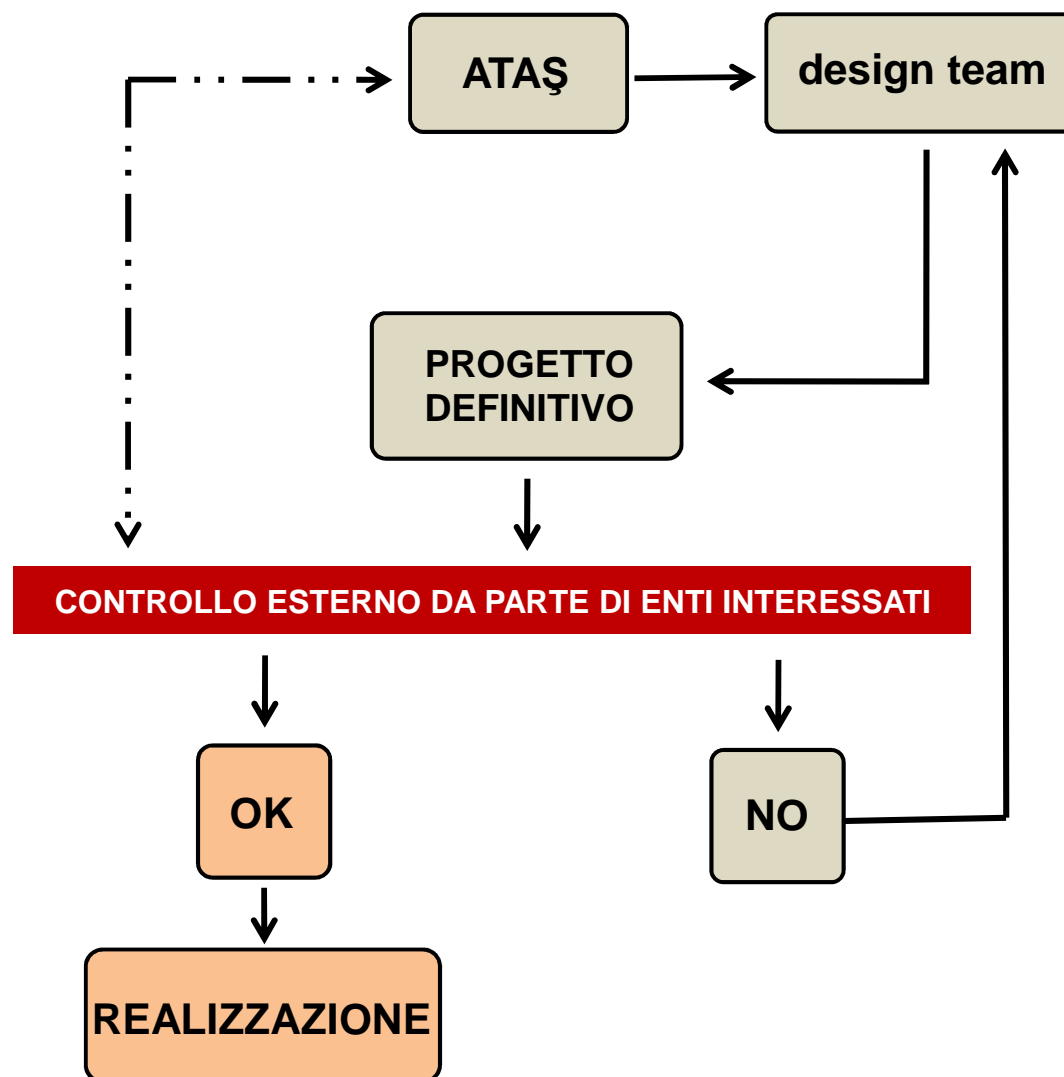 ATAŞ
design team
PROGETTO
DEFINITIVO
CONTROLLO ESTERNO DA PARTE DI ENTI INTERESSATI
OK
NO
REALIZZAZIONE